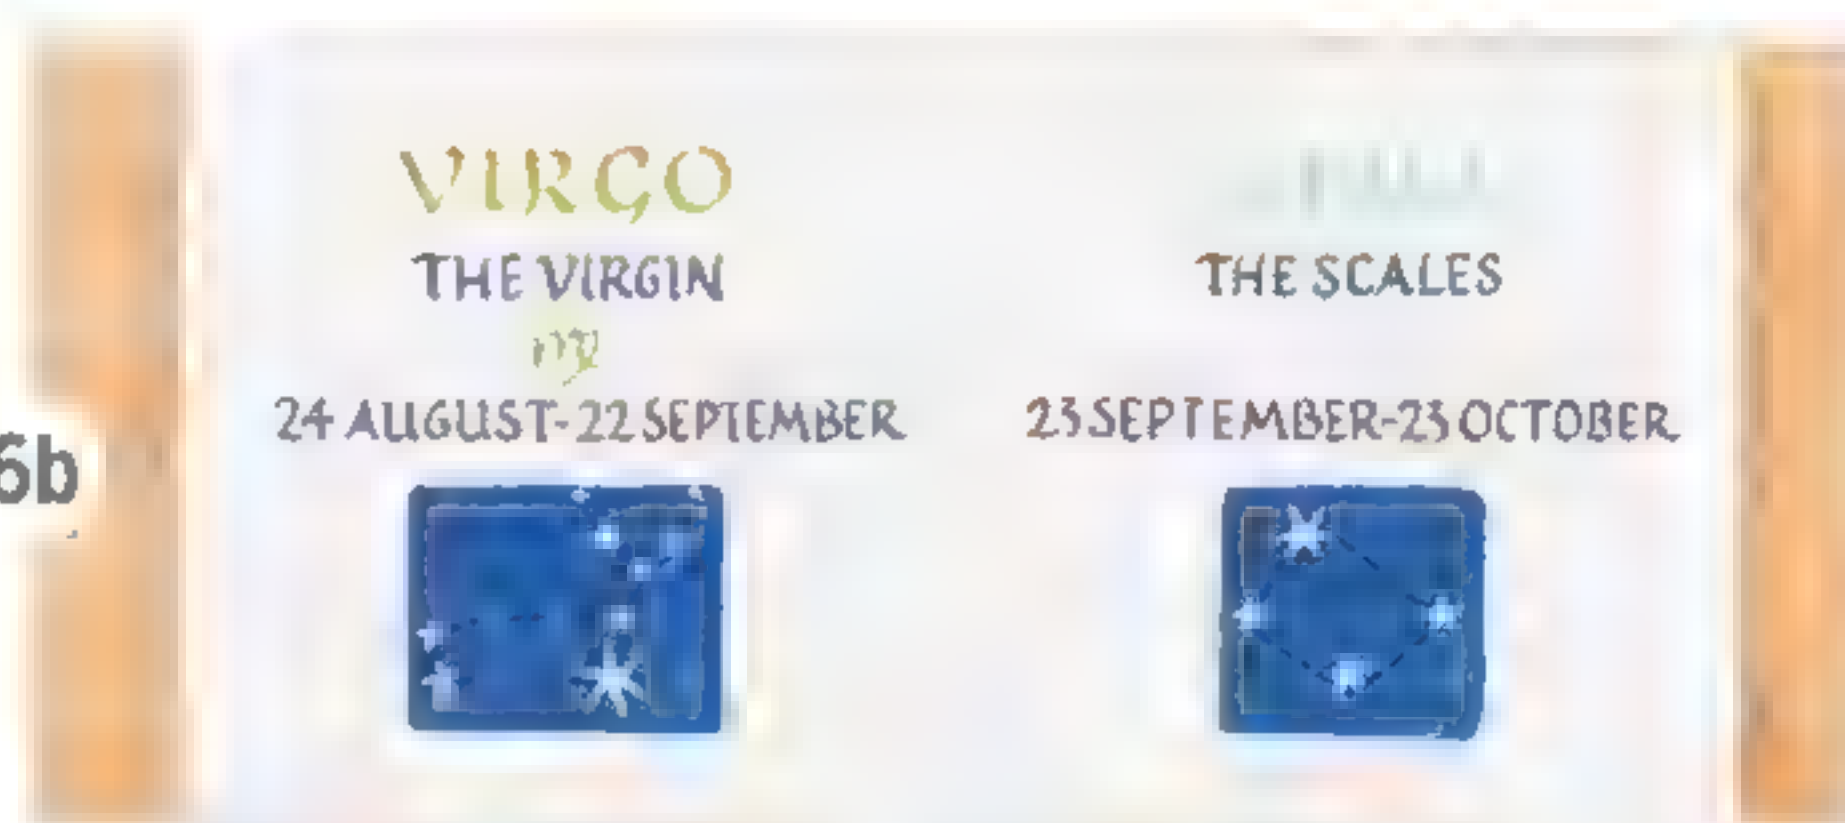 VIRGO
THE VIRGIN
♍
24 AUGUST-22 SEPTEMBER
THE SCALES
23 SEPTEMBER-23 OCTOBER
6b